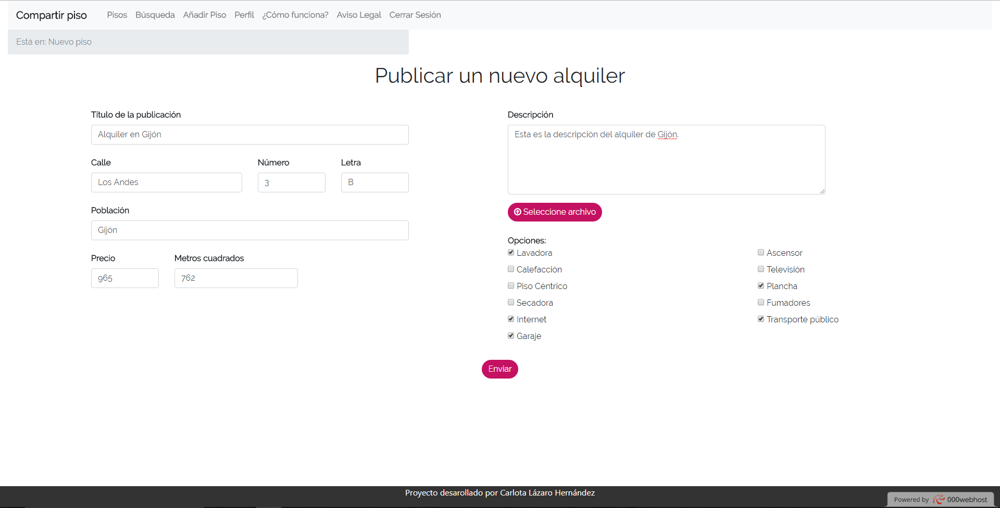 Compartir piso Pisos Búsqueda Añadir Piso Perfil ¿Cómo funciona? Aviso Legal Cerrar Sesión
Está en: Nuevo piso
Publicar un nuevo alquiler
Título de la publicación
Alquiler en Gijón
Calle Número Letra
Los Andes 3 B
Población
Gijón
Precio Metros cuadrados
965 762
Descripción
Esta es la descripción del alquiler de Gijón.
Seleccione archivo
Opciones:
Lavadora Ascensor
Calefacción Televisión
Piso Céntrico Plancha
Secadora Fumadores
Internet Transporte público
Garaje
Enviar
Proyecto desarollado por Carlota Lázaro Hernández
Powered by 000webhost